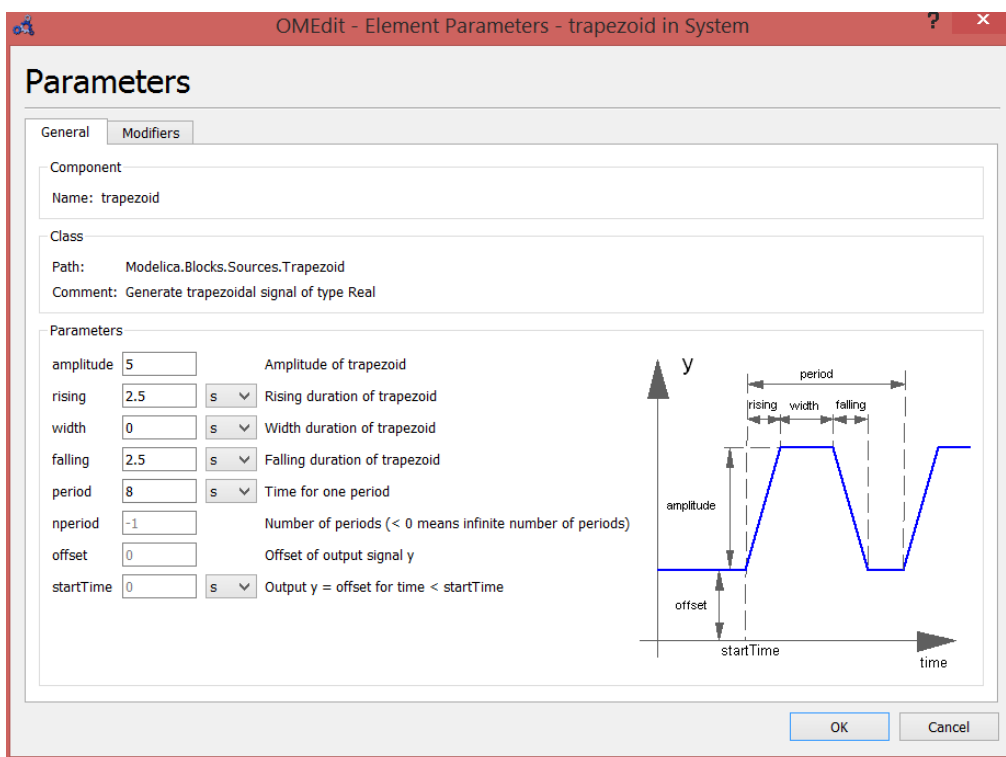 OMEdit - Element Parameters - trapezoid in System ? ×
Parameters
General Modifiers
Component
Name: trapezoid
Class
Path: Modelica.Blocks.Sources.Trapezoid
Comment: Generate trapezoidal signal of type Real
Parameters
amplitude 5 Amplitude of trapezoid
rising 2.5 s Rising duration of trapezoid
width 0 s Width duration of trapezoid
falling 2.5 s Falling duration of trapezoid
period 8 s Time for one period
nperiod -1 Number of periods (< 0 means infinite number of periods)
offset 0 Offset of output signal y
startTime 0 s Output y = offset for time < startTime
y
period
rising width falling
amplitude
offset
startTime
time
OK Cancel